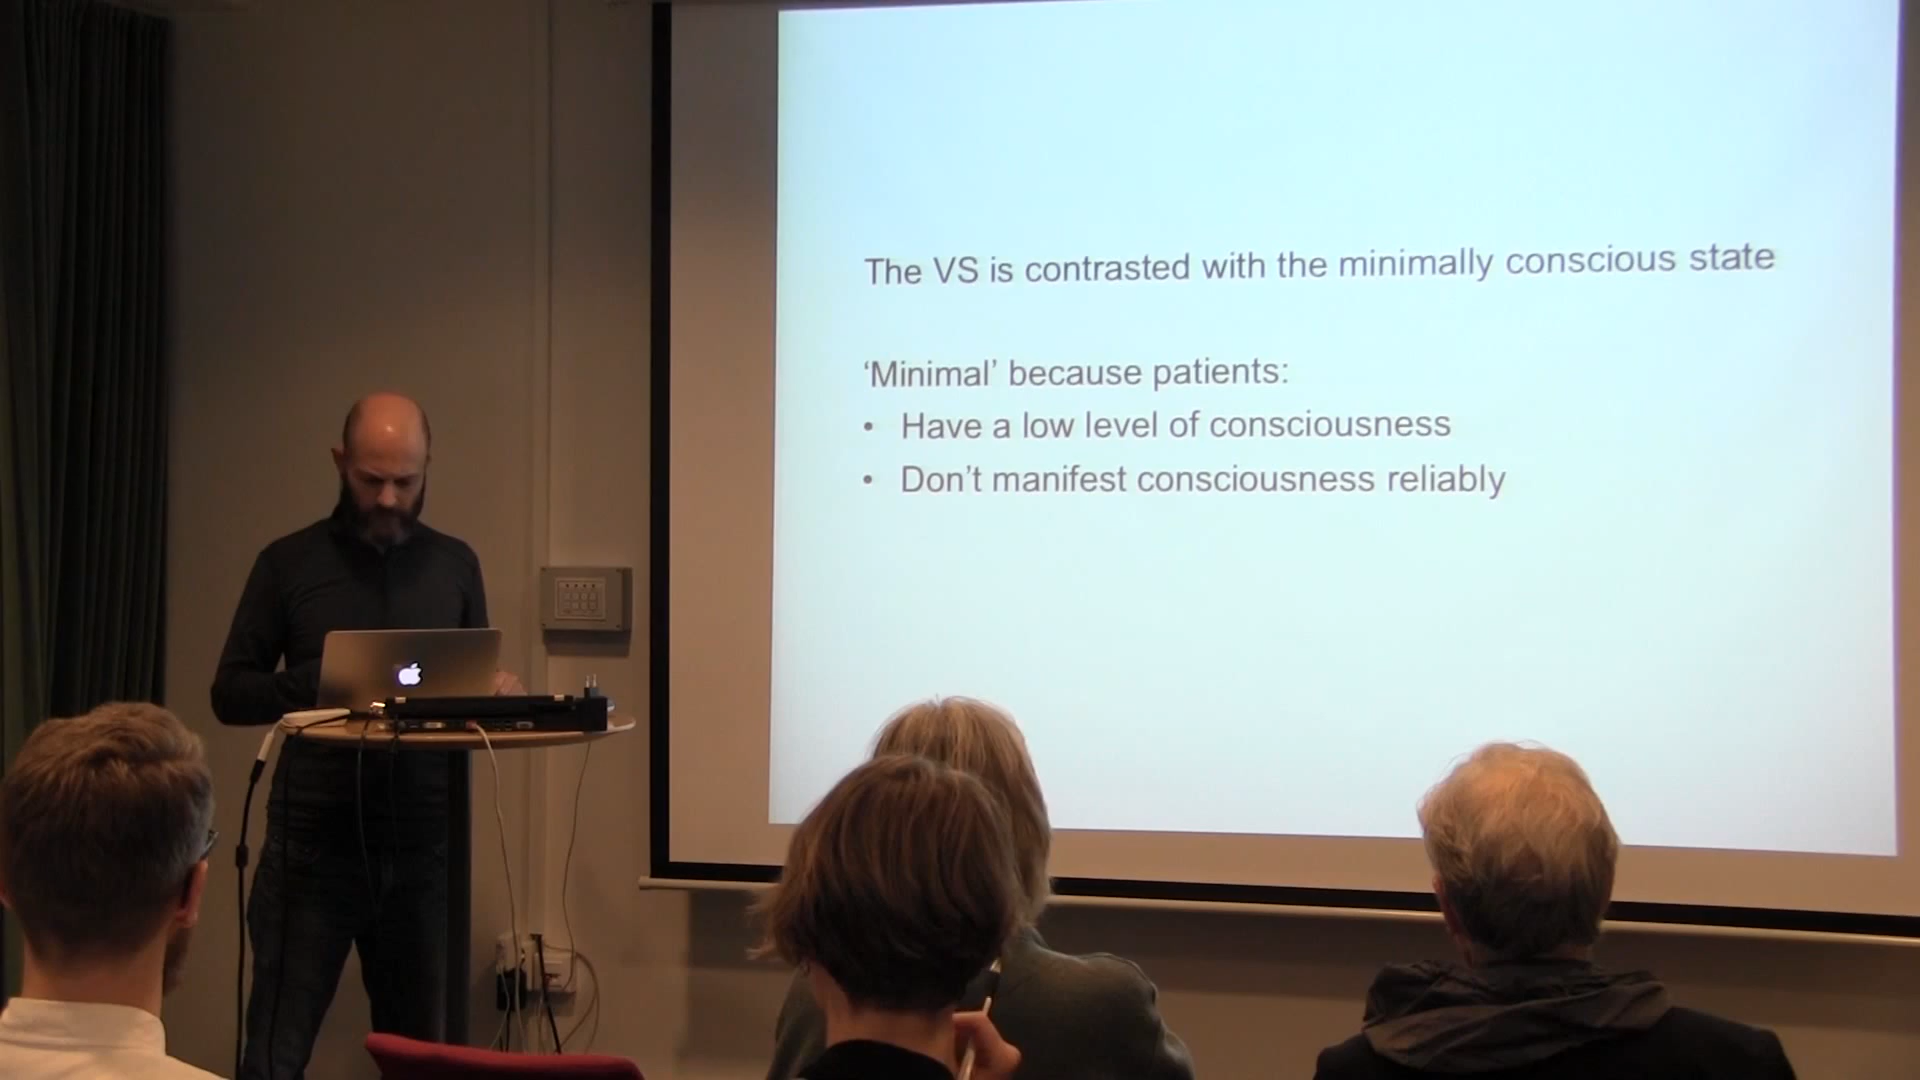 The VS is contrasted with the minimally conscious state
‘Minimal’ because patients:
• Have a low level of consciousness
• Don’t manifest consciousness reliably